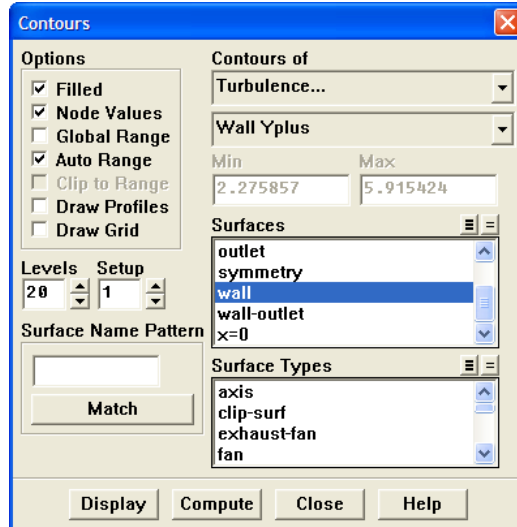 Contours
Options
Filled
Node Values
Global Range
Auto Range
Clip to Range
Draw Profiles
Draw Grid
Levels Setup
20 1
Surface Name Pattern
Match
Contours of
Turbulence...
Wall Yplus
Min Max
2.275857 5.915424
Surfaces
outlet
symmetry
wall
wall-outlet
x=0
Surface Types
axis
clip-surf
exhaust-fan
fan
Display Compute Close Help